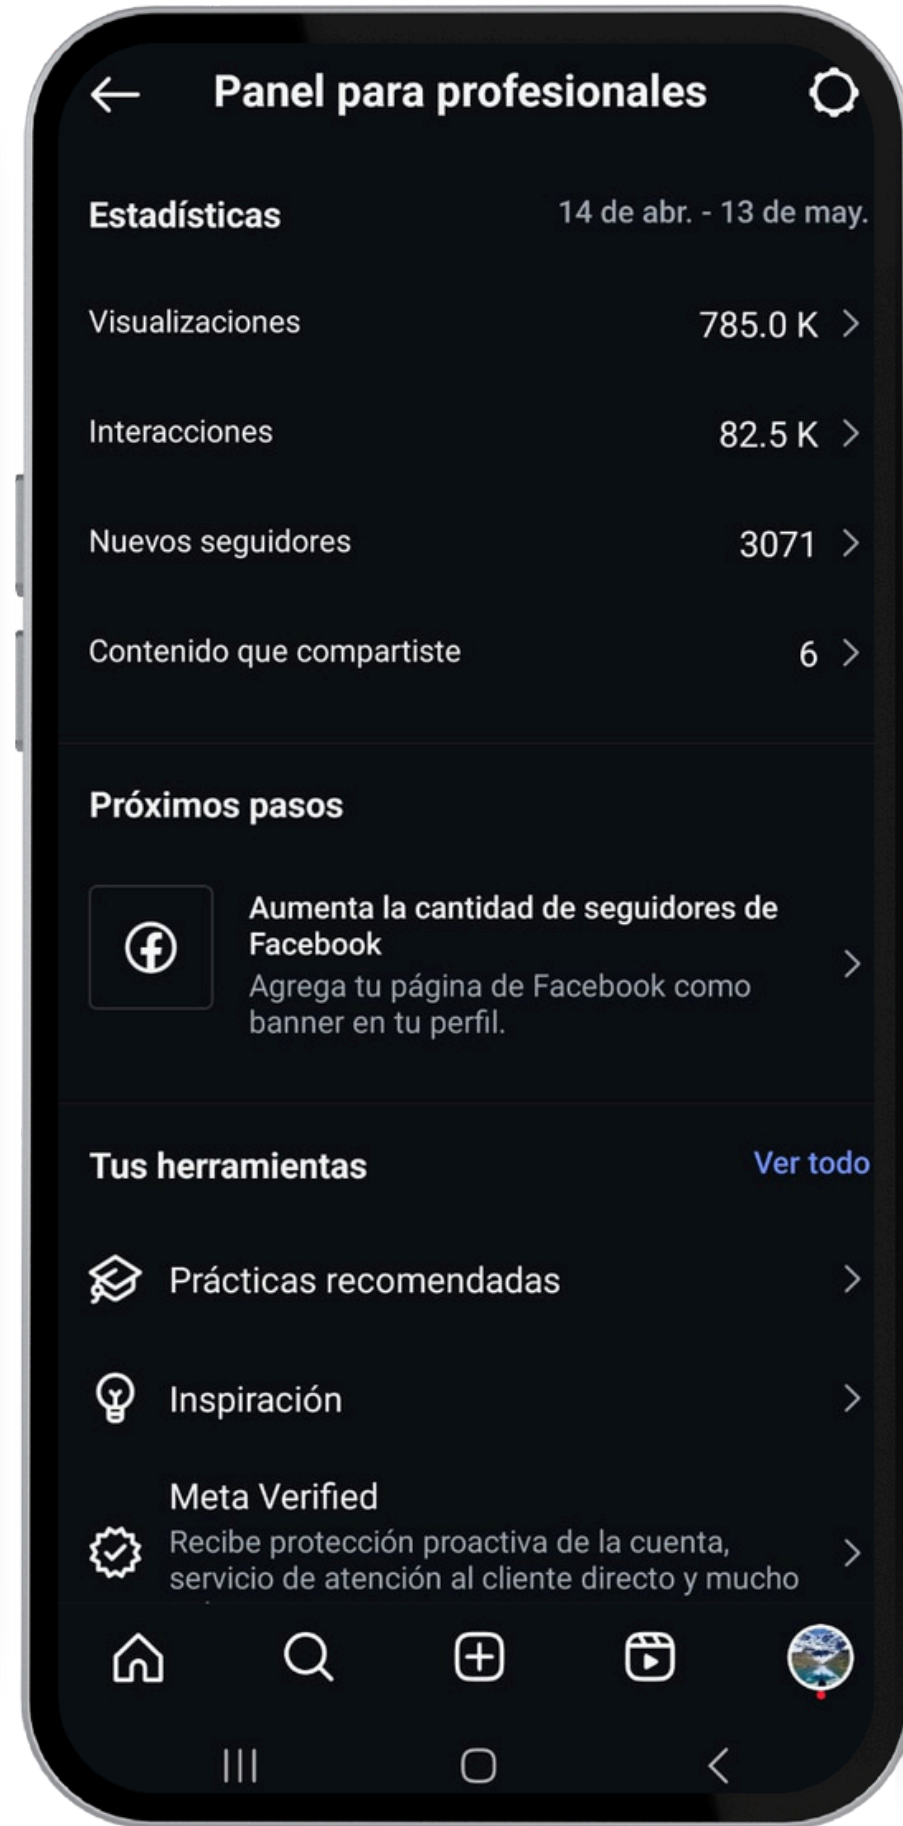 Panel para profesionales
Estadísticas
14 de abr. - 13 de may.
Visualizaciones
785.0 K
Interacciones
82.5 K
Nuevos seguidores
3071
Contenido que compartiste
6
Próximos pasos
Aumenta la cantidad de seguidores de
Facebook
Agrega tu página de Facebook como
banner en tu perfil.
Tus herramientas
Ver todo
Prácticas recomendadas
Inspiración
Meta Verified
Recibe protección proactiva de la cuenta,
servicio de atención al cliente directo y mucho